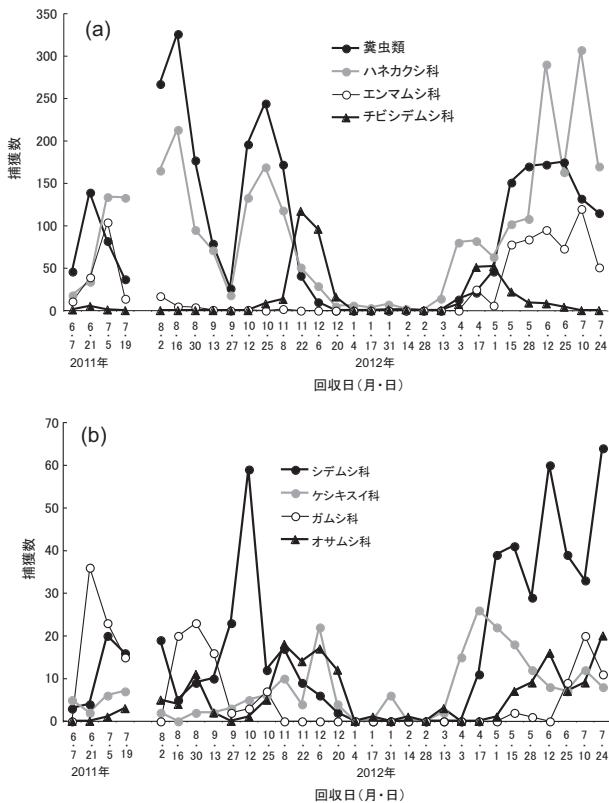 (a)
350
300
250
200
150
100
50
0
捕獲数
糞虫類
ハネカクシ科
エンマムシ科
チビシデムシ科
6 6 7 7 8 8 8 9 9 10 10 11 11 12 12 1 1 1 2 2 3 4 4 5 5 5 6 6 7 7
・ ・ ・ ・ ・ ・ ・ ・ ・ ・ ・ ・ ・ ・ ・ ・ ・ ・ ・ ・ ・ ・ ・ ・ ・ ・ ・ ・ ・ ・
7 21 5 19 2 16 30 13 27 12 25 8 22 6 20 4 17 31 14 28 13 3 17 1 15 28 12 25 10 24
2011年 2012年
回収日(月・日)
(b)
70
60
50
40
30
20
10
0
捕獲数
シデムシ科
ケシキスイ科
ガムシ科
オサムシ科
6 6 7 7 8 8 8 9 9 10 10 11 11 12 12 1 1 1 2 2 3 4 4 5 5 5 6 6 7 7
・ ・ ・ ・ ・ ・ ・ ・ ・ ・ ・ ・ ・ ・ ・ ・ ・ ・ ・ ・ ・ ・ ・ ・ ・ ・ ・ ・ ・ ・
7 21 5 19 2 16 30 13 27 12 25 8 22 6 20 4 17 31 14 28 13 3 17 1 15 28 12 25 10 24
2011年 2012年
回収日(月・日)